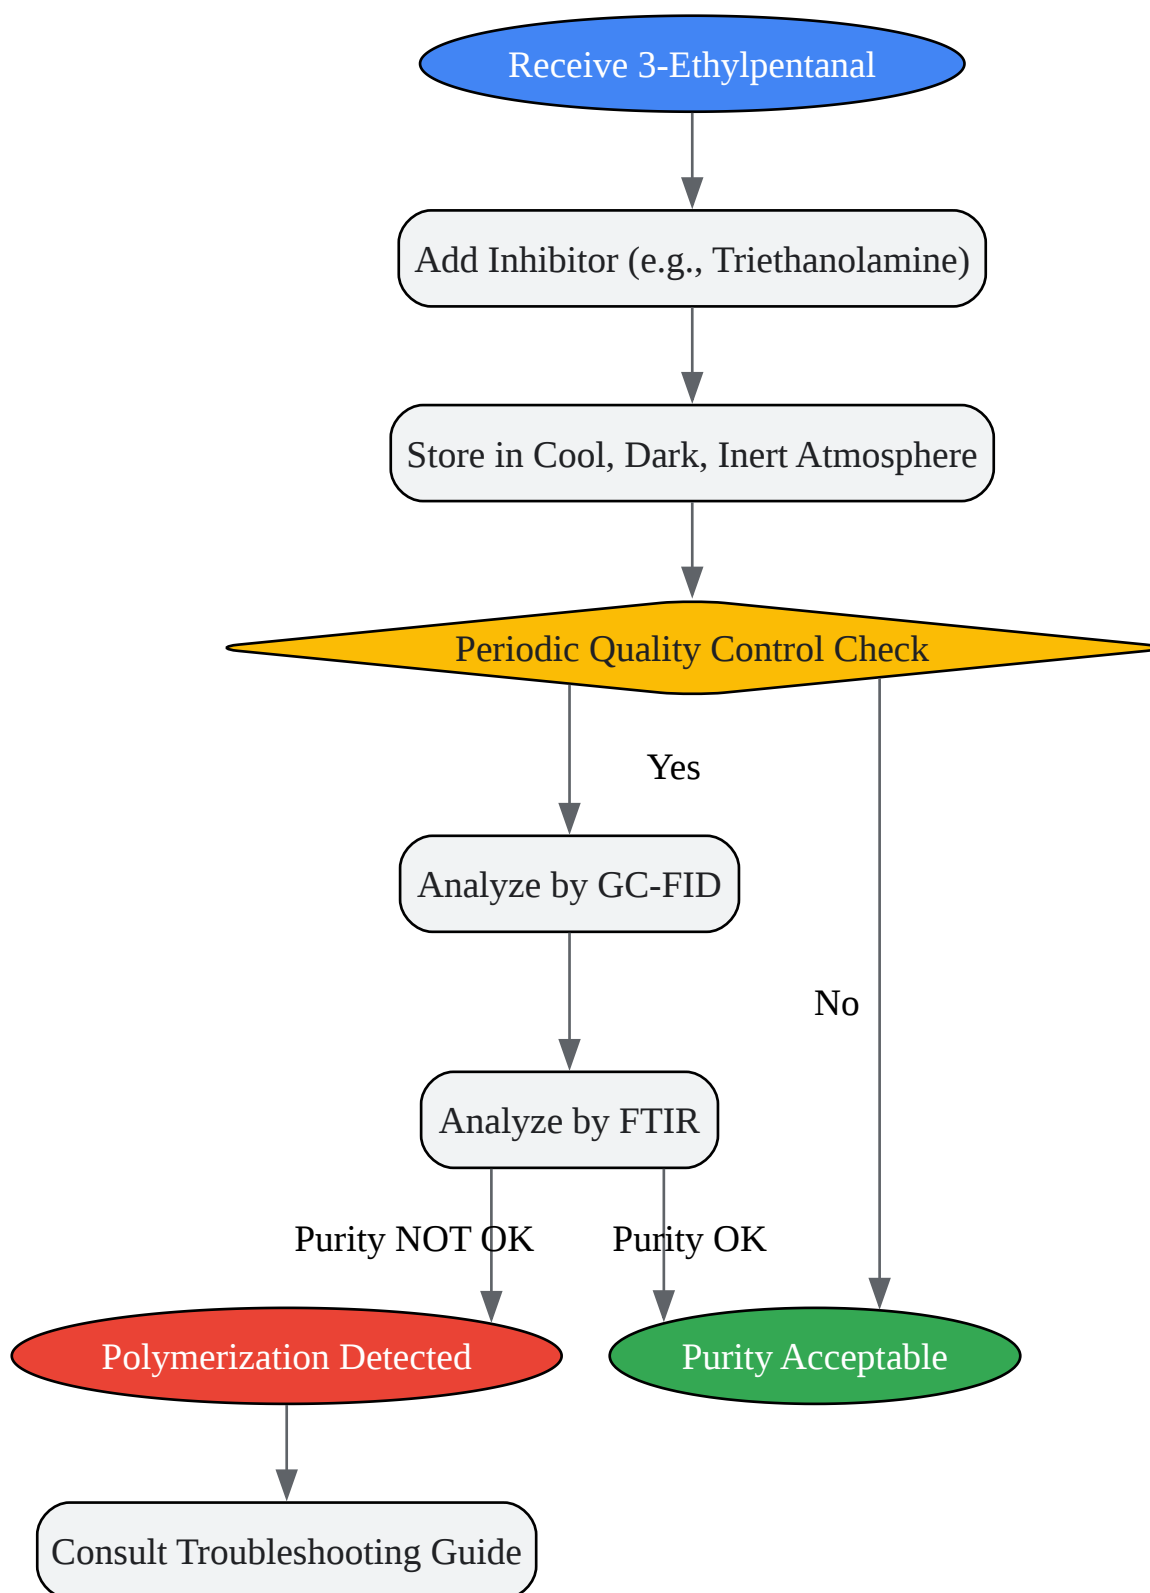 Receive 3-Ethylpentanal
Add Inhibitor (e.g., Triethanolamine)
Store in Cool, Dark, Inert Atmosphere
Periodic Quality Control Check
Yes
Analyze by GC-FID
No
Analyze by FTIR
Purity NOT OK
Purity OK
Polymerization Detected
Purity Acceptable
Consult Troubleshooting Guide